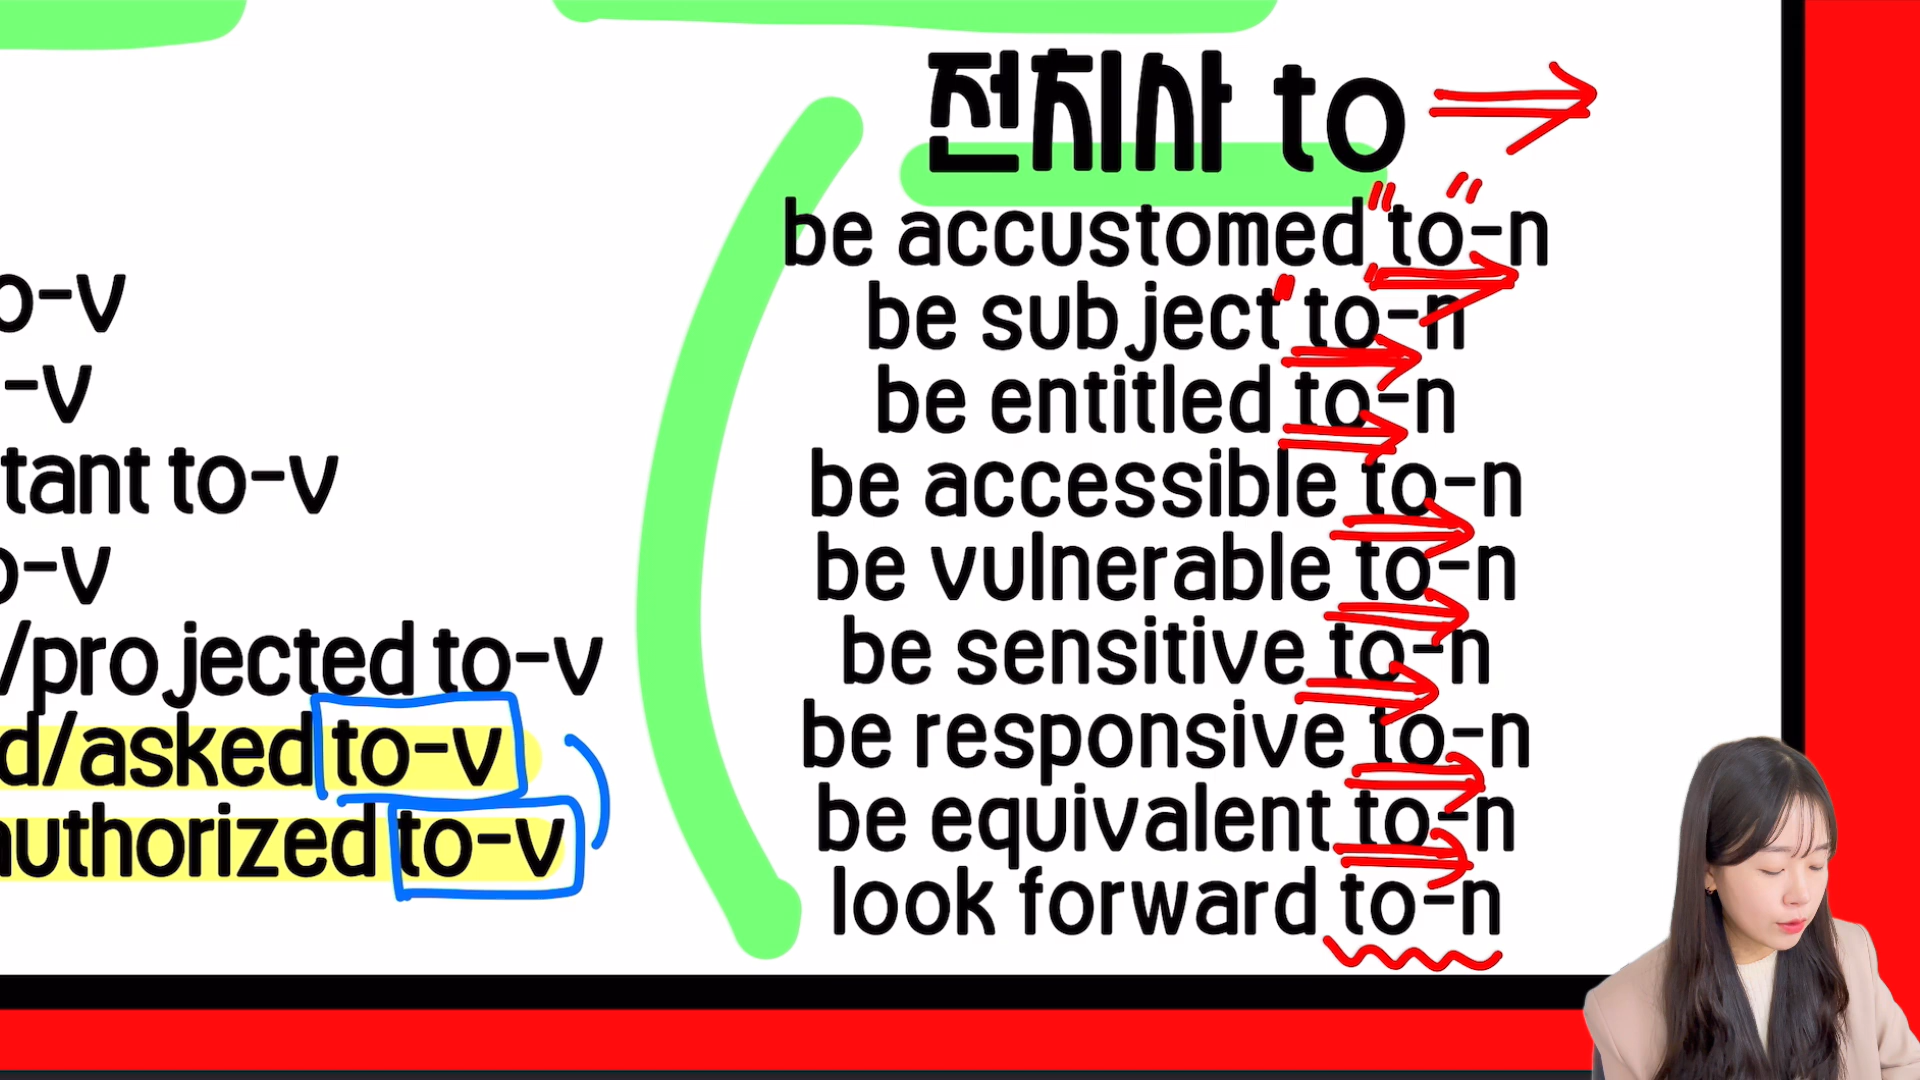 전치사 to
be accustomed to-n
be subject to-n
be entitled to-n
be accessible to-n
be vulnerable to-n
be sensitive to-n
be responsive to-n
be equivalent to-n
look forward to-n
o-v
-v
tant to-v
o-v
/projected to-v
d/asked to-v
authorized to-v